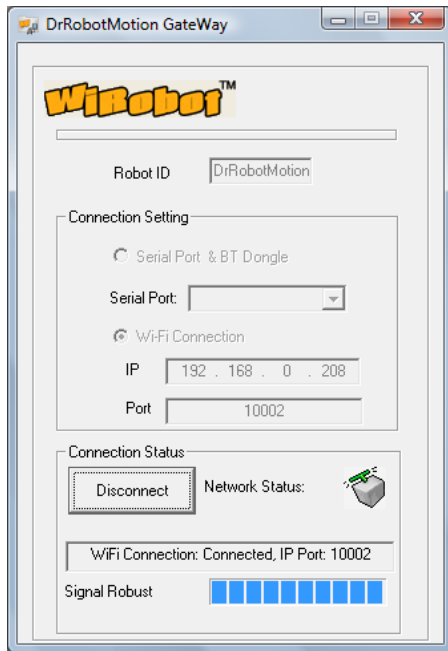 DrRobotMotion GateWay
WiRobot™
Robot ID DrRobotMotion
Connection Setting
Serial Port & BT Dongle
Serial Port:
Wi-Fi Connection
IP 192 . 168 . 0 . 208
Port 10002
Connection Status
Disconnect Network Status:
WiFi Connection: Connected, IP Port: 10002
Signal Robust